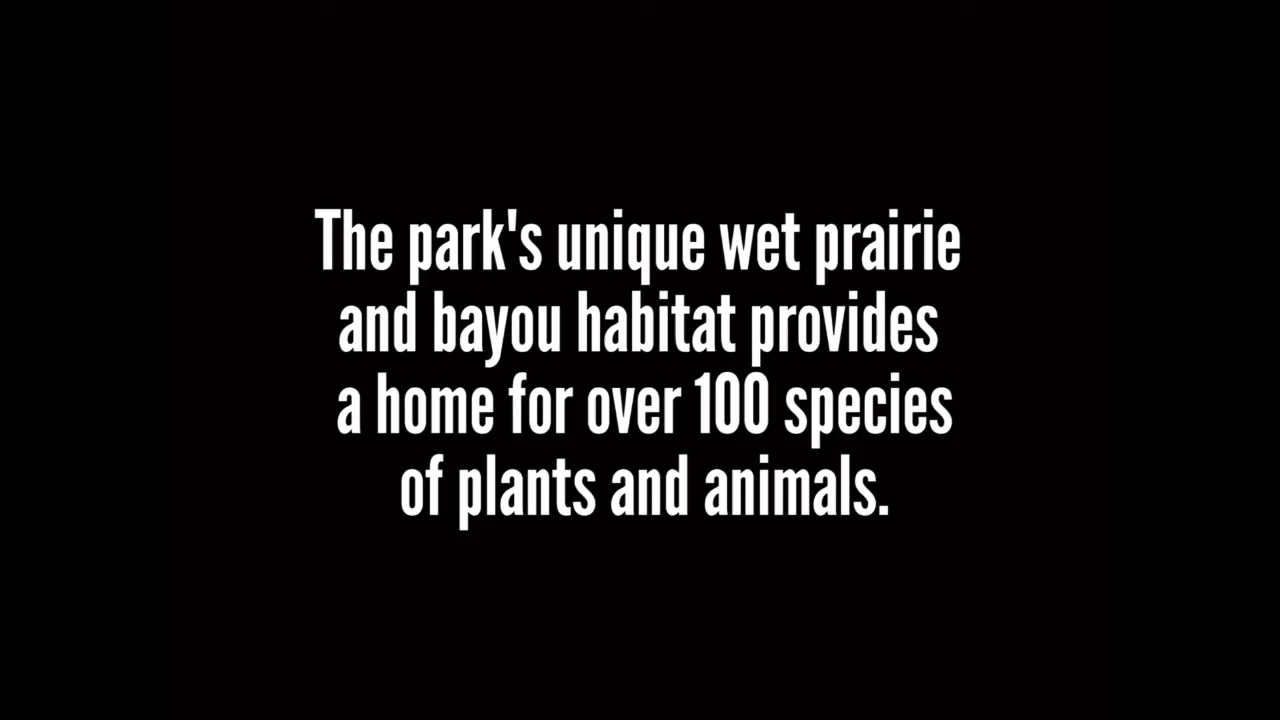 The park's unique wet prairie
and bayou habitat provides
a home for over 100 species
of plants and animals.